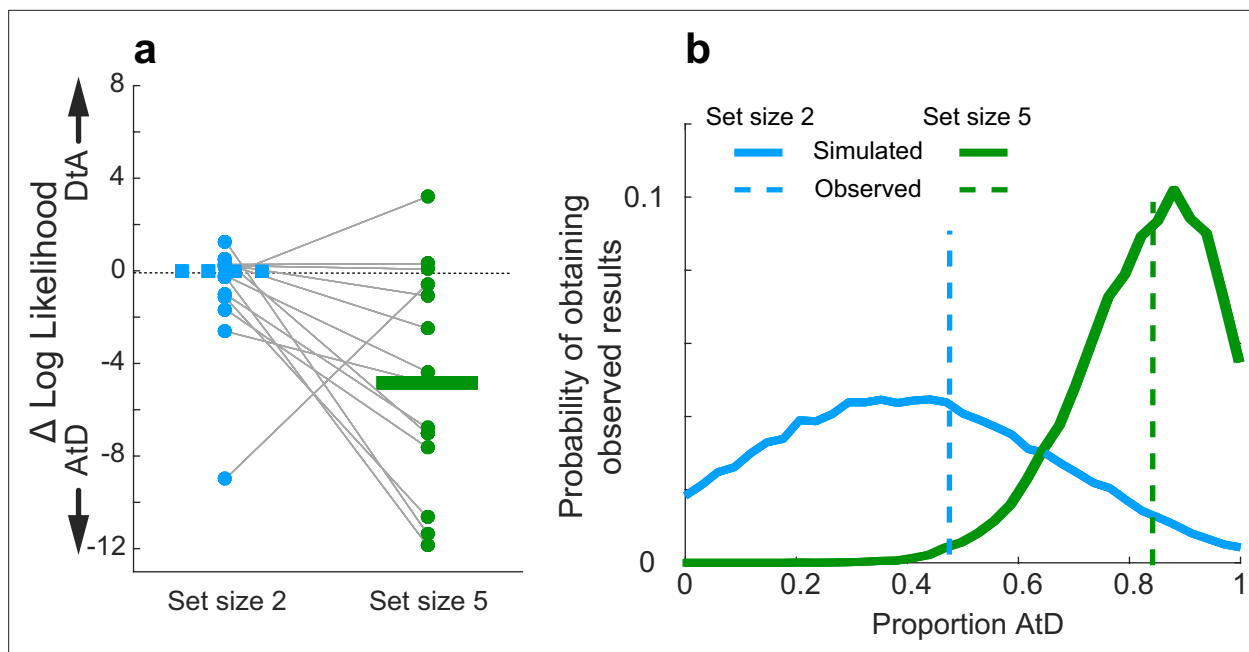 a
8
4
0
-4
-8
-12
Δ Log Likelihood
DtA
AtD
Set size 2
Set size 5
b
Set size 2
Set size 5
Simulated
Observed
Probability of obtaining
observed results
0.1
0
0
0.2
0.4
0.6
0.8
1
Proportion AtD